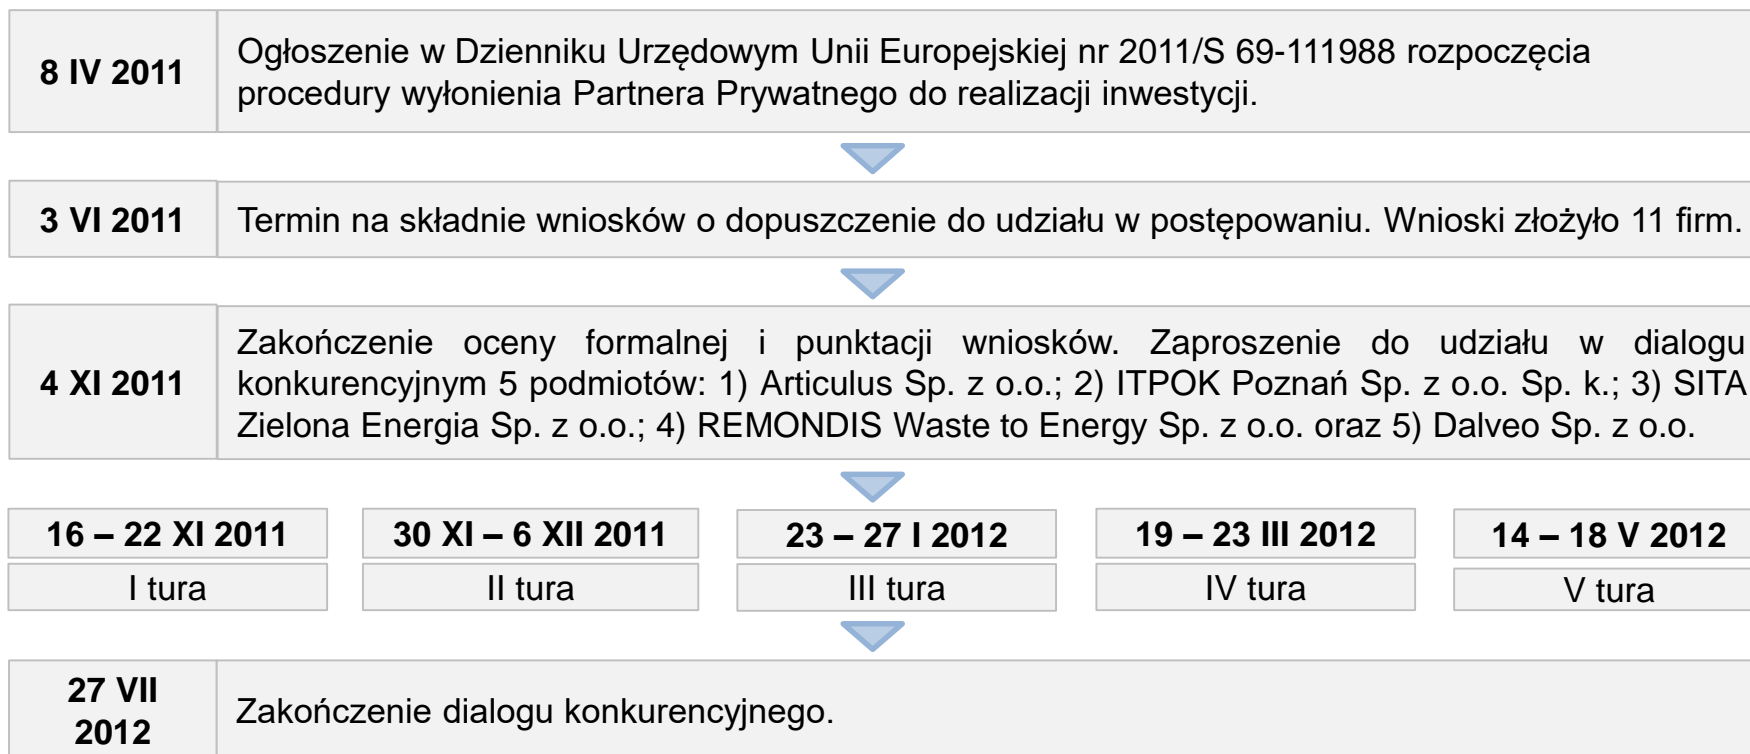 8 IV 2011
Ogłoszenie w Dzienniku Urzędowym Unii Europejskiej nr 2011/S 69-111988 rozpoczęcia
procedury wyłonienia Partnera Prywatnego do realizacji inwestycji.
3 VI 2011
Termin na składnie wniosków o dopuszczenie do udziału w postępowaniu. Wnioski złożyło 11 firm.
4 XI 2011
Zakończenie oceny formalnej i punktacji wniosków. Zaproszenie do udziału w dialogu
konkurencyjnym 5 podmiotów: 1) Articulus Sp. z o.o.; 2) ITPOK Poznań Sp. z o.o. Sp. k.; 3) SITA
Zielona Energia Sp. z o.o.; 4) REMONDIS Waste to Energy Sp. z o.o. oraz 5) Dalveo Sp. z o.o.
16 – 22 XI 2011
I tura
30 XI – 6 XII 2011
II tura
23 – 27 I 2012
III tura
19 – 23 III 2012
IV tura
14 – 18 V 2012
V tura
27 VII
2012
Zakończenie dialogu konkurencyjnego.